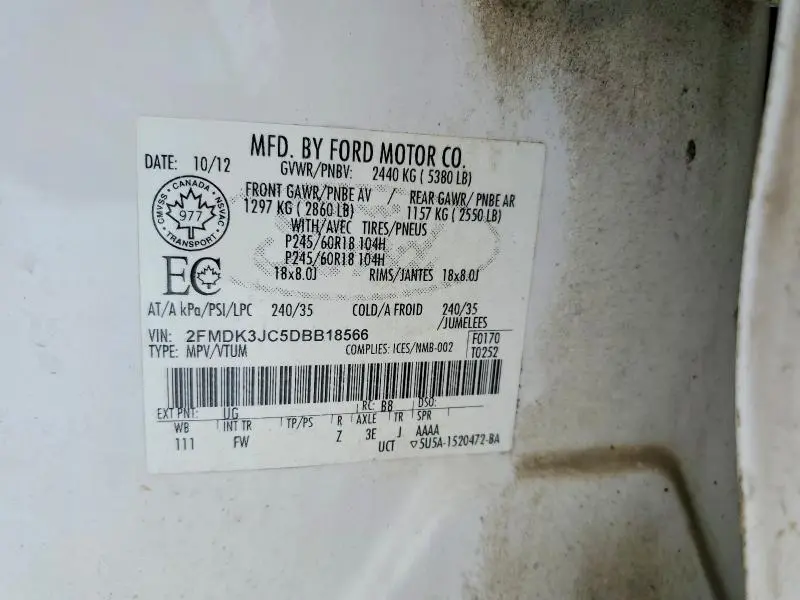 MFD. BY FORD MOTOR CO.
DATE: 10/12
GVWR/PNBV: 2440 KG ( 5380 LB)
FRONT GAWR/PNBE AV / REAR GAWR/ PNBE AR
1297 KG ( 2860 LB) 1157 KG ( 2550 LB)
WITH/AVEC TIRES/PNEUS
P245/60R18 104H
P245/60R18 104H
18x8.0J RIMS/JANTES 18x8.0J
CANADA
CMVSS NSVAC
977
TRANSPORT
EC
AT/A kPa/PSI/LPC 240/35 COLD/A FROID 240/35
/JUMELEES
VIN: 2FMDK3JC5DBB18566
F0170
TYPE: MPV/VTUM COMPLIES: ICES/NMB-002 T0252
EXT PNT: UG RC: B8 DSO:
WB INT TR TP/PS R AXLE TR SPR
111 FW Z 3E J AAAA
UCT ▽5U5A-1520472-BA